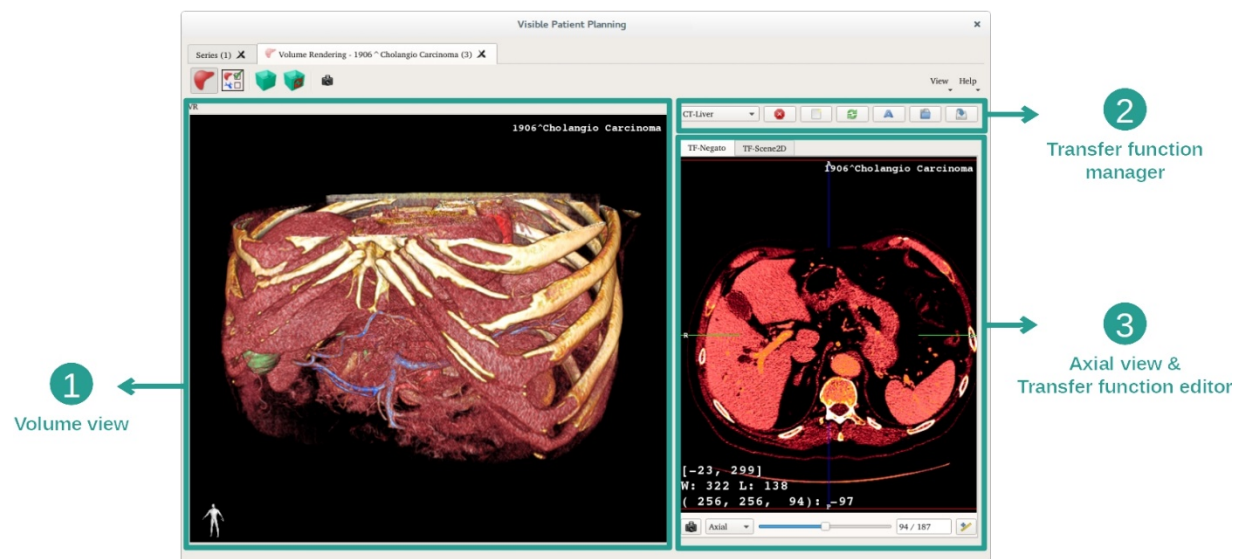 Visible Patient Planning
Series (1)
Volume Rendering - 1906 ^ Cholangio Carcinoma (3)
View Help
VR
1906^Cholangio Carcinoma
CT-Liver
TF-Negato TF-Scene2D
A
1906^Cholangio Carcinoma
R
[-23, 299]
W: 322 L: 138
( 256, 256, 94): -97
P
Axial
94 / 187
1
Volume view
2
Transfer function
manager
3
Axial view &
Transfer function editor